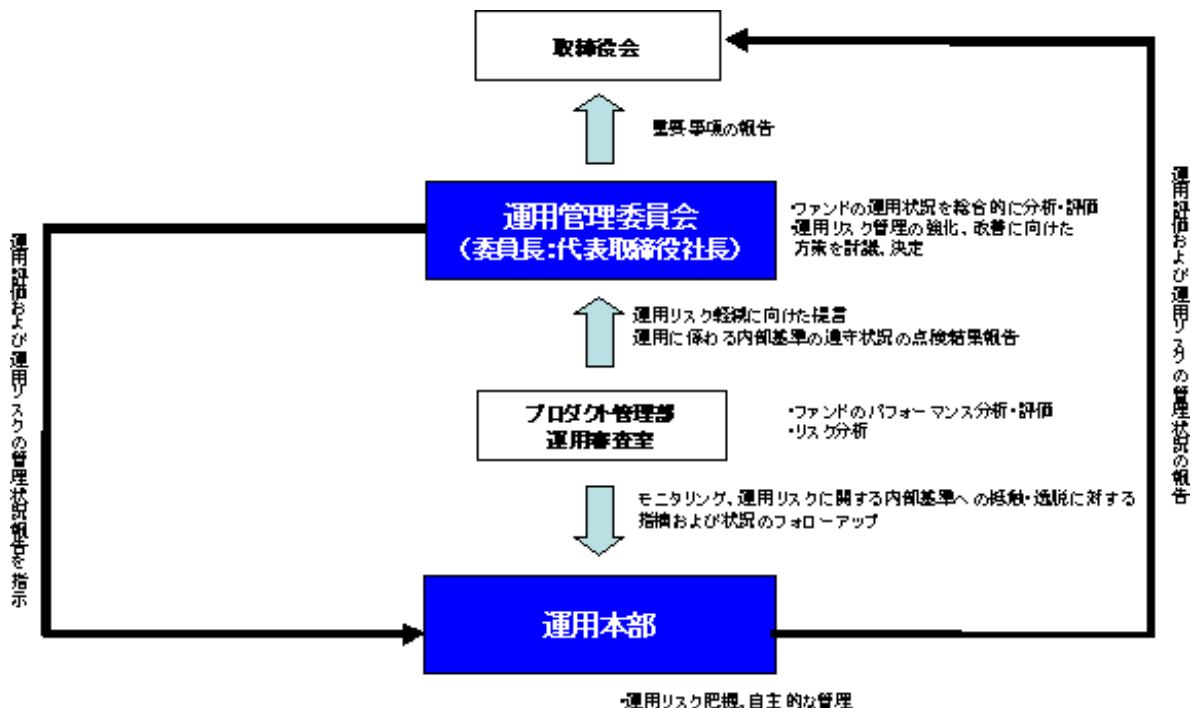 取締役会
重要事項の報告
運用管理委員会
(委員長:代表取締役社長)
・ファンドの運用状況を総合的に分析・評価
・運用リスク管理の強化、改善に向けた
方策を討議、決定
運用リスク軽減に向けた提言
運用に係わる内部基準の遵守状況の点検結果報告
プロダクト管理部
運用審査室
・ファンドのパフォーマンス分析・評価
・リスク分析
モニタリング、運用リスクに関する内部基準への抵触・逸脱に対する
指摘および状況のフォローアップ
運用本部
・運用リスク把握、自主的な管理
運用評価および運用リスクの管理状況報告を指示
運用評価および運用リスクの管理状況の報告